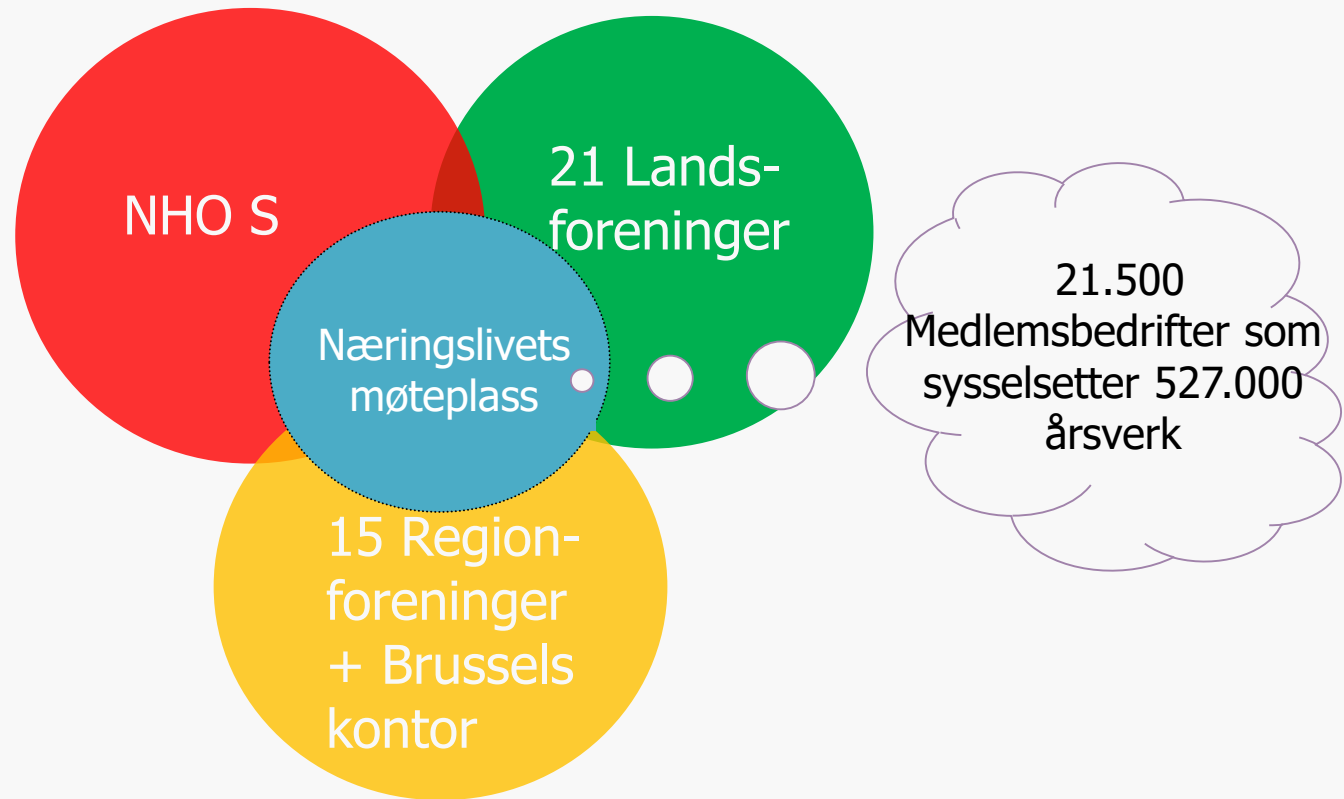 NHO S
21 Lands-
foreninger
Næringslivets
møteplass
15 Region-
foreninger
+ Brussels
kontor
21.500
Medlemsbedrifter som
sysselsetter 527.000
årsverk